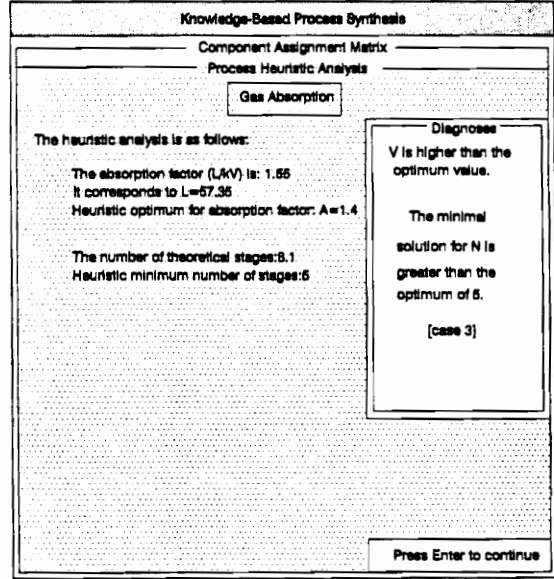 Knowledge-Based Process Synthesis
Component Assignment Matrix
Process Heuristic Analysis
Gas Absorption
The heuristic analysis is as follows:
The absorption factor (L/kV) is: 1.55
It corresponds to L=57.35
Heuristic optimum for absorption factor: A=1.4
The number of theoretical stages:6.1
Heuristic minimum number of stages:5
Diagnoses
V is higher than the
optimum value.
The minimal
solution for N is
greater than the
optimum of 5.
[case 3]
Press Enter to continue